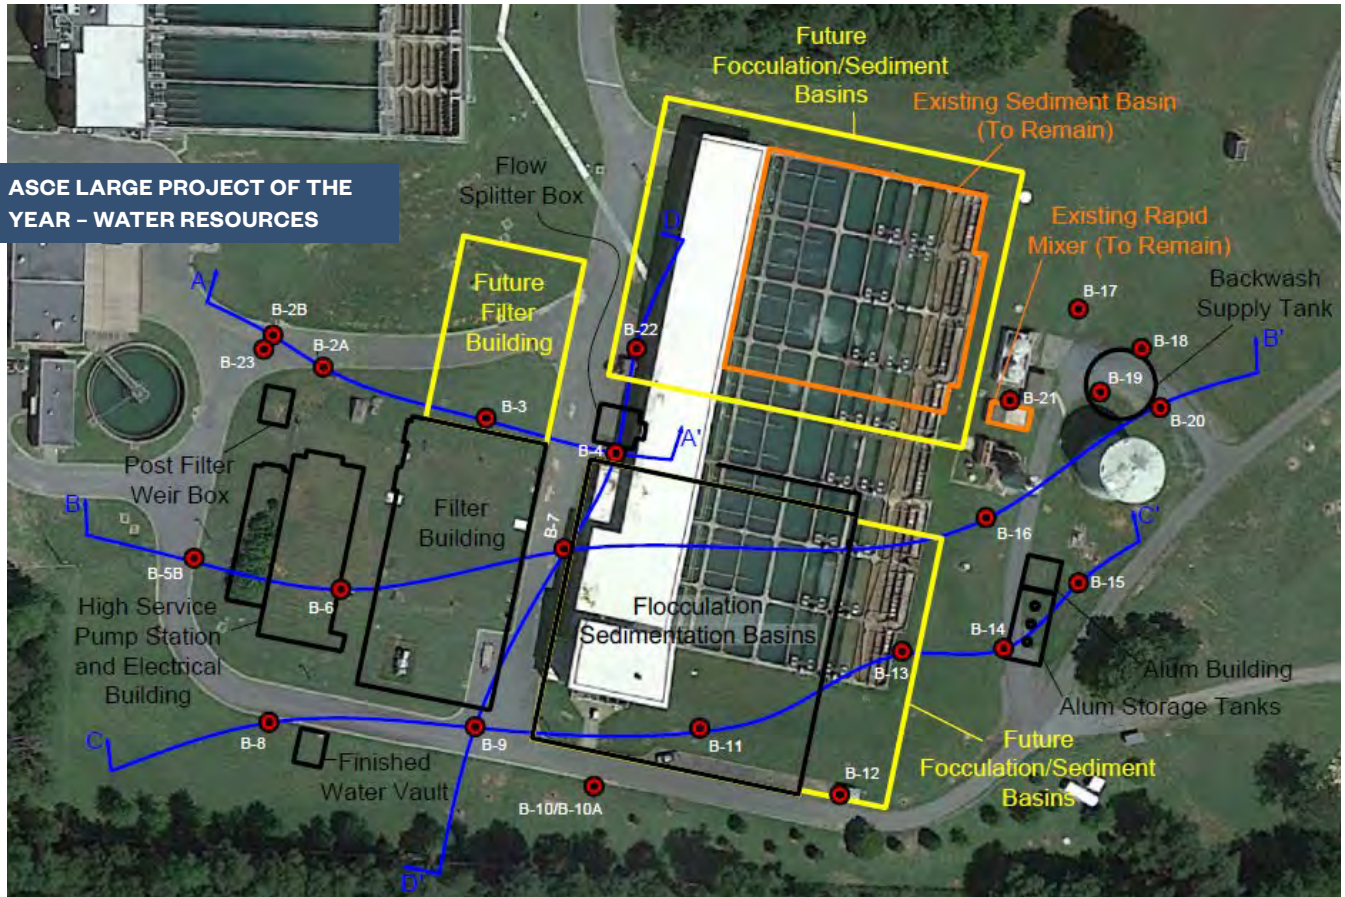 Future
Focculation/Sediment
Basins
Existing Sediment Basin
(To Remain)
ASCE LARGE PROJECT OF THE
YEAR – WATER RESOURCES
Flow
Splitter Box
D
Existing Rapid
Mixer (To Remain)
Backwash
Supply Tank
A
Future
Filter
Building
B-2B
B-23
B-2A
B-22
B-17
B-18
B'
B-19
B-21
B-20
B-3
A'
B-4
Post Filter
Weir Box
B
Filter
Building
B-7
B-16
C'
B-5B
B-6
B-15
High Service
Pump Station
and Electrical
Building
Flocculation
Sedimentation Basins
B-14
B-13
Alum Building
Alum Storage Tanks
C
B-8
B-9
B-11
Finished
Water Vault
Future
Focculation/Sediment
Basins
B-12
B-10/B-10A
D'